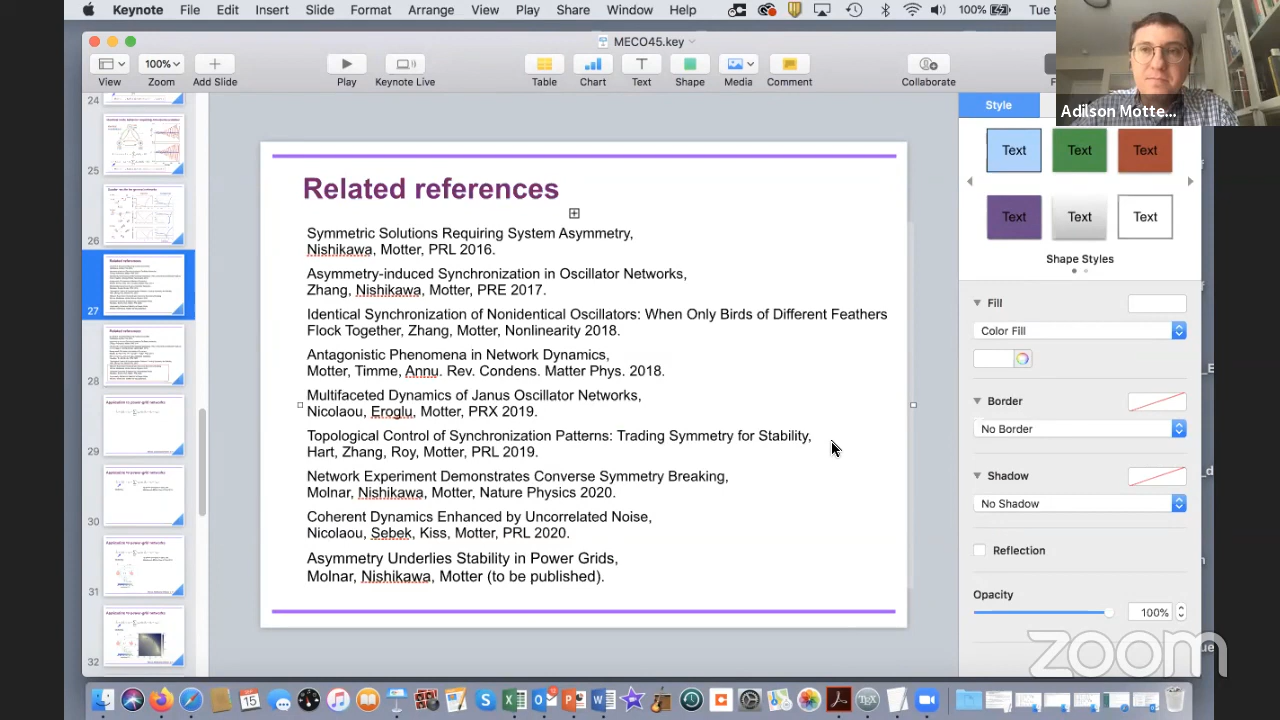 Keynote File Edit Insert Slide Format Arrange View Play Share Window Help 100% Tue
MECO45.key
100%
View Zoom Add Slide Play Keynote Live Table Chart Text Shape Media Comment Collaborate
Adilson Motte...
24
25
26
27
28
29
30
31
32
Related references
Related references
Related references
Symmetric Solutions Requiring System Asymmetry,
Nishikawa, Motter, PRL 2016.
Asymmetry-induced Synchronization in Oscillator Networks,
Zhang, Nishikawa, Motter, PRE 2017.
Identical Synchronization of Nonidentical Oscillators: When Only Birds of Different Feathers
Flock Together, Zhang, Motter, Nonlinearity 2018.
Antagonistic Phenomena in Network Dynamics,
Motter, Timme, Annu. Rev. Condens. Matter Phys. 2018.
Multifaceted Dynamics of Janus Oscillator Networks,
Nicolaou, Eroglu, Motter, PRX 2019.
Topological Control of Synchronization Patterns: Trading Symmetry for Stability,
Hart, Zhang, Roy, Motter, PRL 2019.
Network Experiment Demonstrates Converse Symmetry Breaking,
Molnar, Nishikawa, Motter, Nature Physics 2020.
Coherent Dynamics Enhanced by Uncorrelated Noise,
Nicolaou, Sebek, Kiss, Motter, PRL 2020.
Asymmetry Underlies Stability in Power Grids,
Molnar, Nishikawa, Motter (to be published).
Style
Text Text Text
Text Text Text
Shape Styles
Fill
Color Fill
Border
No Border
Shadow
No Shadow
Reflection
Opacity
100%
zoom
15